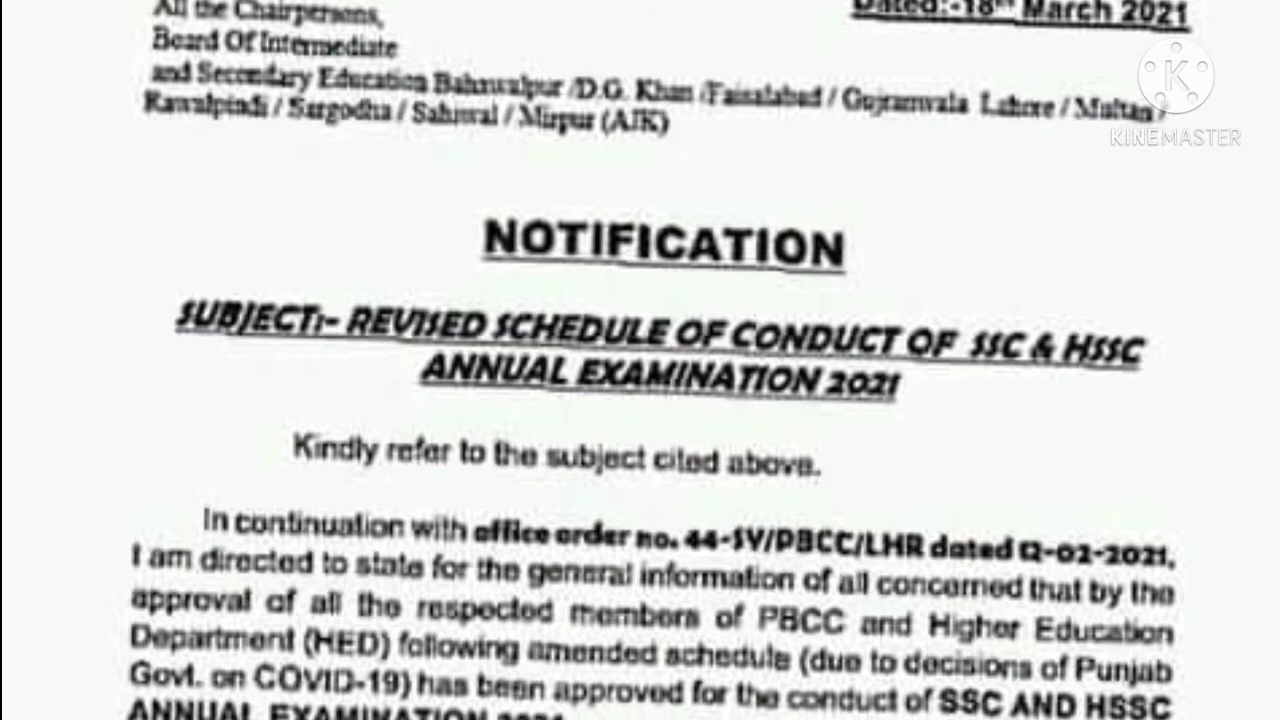 All the Chairpersons,
Dated:-18th March 2021
Board Of Intermediate
and Secondary Education Bahawalpur /D.G. Khan /Faisalabad / Gujranwala Lahore / Multan /
Rawalpindi / Sargodha / Sahiwal / Mirpur (AJK)
K
KINEMASTER
NOTIFICATION
SUBJECT:- REVISED SCHEDULE OF CONDUCT OF SSC & HSSC
ANNUAL EXAMINATION 2021
Kindly refer to the subject cited above.
In continuation with office order no. 44-SY/PBCC/LHR dated 12-02-2021,
I am directed to state for the general information of all concerned that by the
approval of all the respected members of PBCC and Higher Education
Department (HED) following amended schedule (due to decisions of Punjab
Govt. on COVID-19) has been approved for the conduct of SSC AND HSSC
ANNUAL EXAMINATION 2021